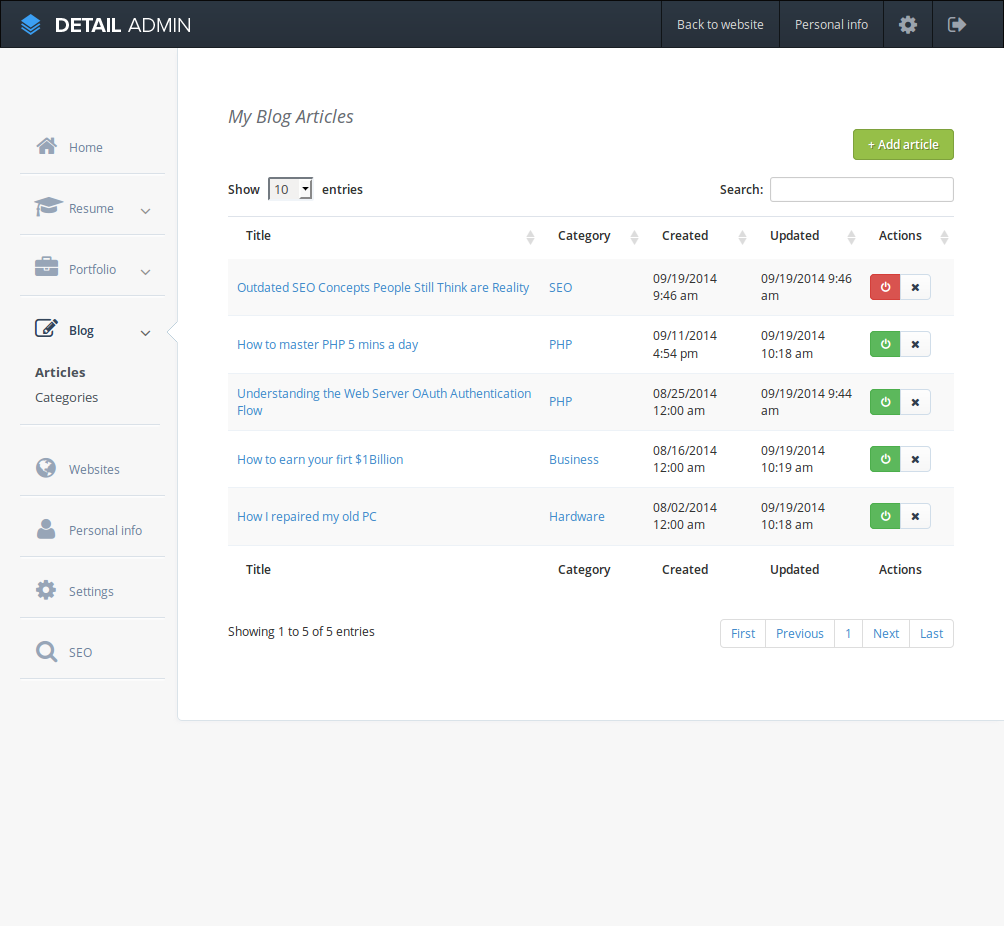 DETAIL ADMIN
Back to website
Personal info
Home
Resume
Portfolio
Blog
Articles
Categories
Websites
Personal info
Settings
SEO
My Blog Articles
+ Add article
Show 10 entries
Search:
Title Category Created Updated Actions
Outdated SEO Concepts People Still Think are Reality
SEO
09/19/2014
9:46 am
09/19/2014 9:46
am
How to master PHP 5 mins a day
PHP
09/11/2014
4:54 pm
09/19/2014
10:18 am
Understanding the Web Server OAuth Authentication
Flow
PHP
08/25/2014
12:00 am
09/19/2014 9:44
am
How to earn your firt $1Billion
Business
08/16/2014
12:00 am
09/19/2014
10:19 am
How I repaired my old PC
Hardware
08/02/2014
12:00 am
09/19/2014
10:18 am
Title Category Created Updated Actions
Showing 1 to 5 of 5 entries
First Previous 1 Next Last